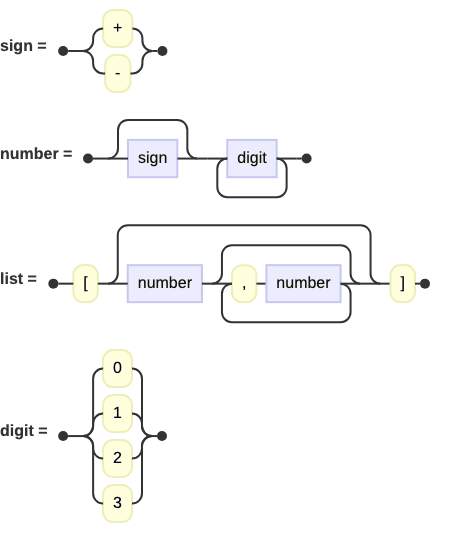 sign =
+
-
number =
sign digit
list =
[ number , number ]
digit =
0
1
2
3